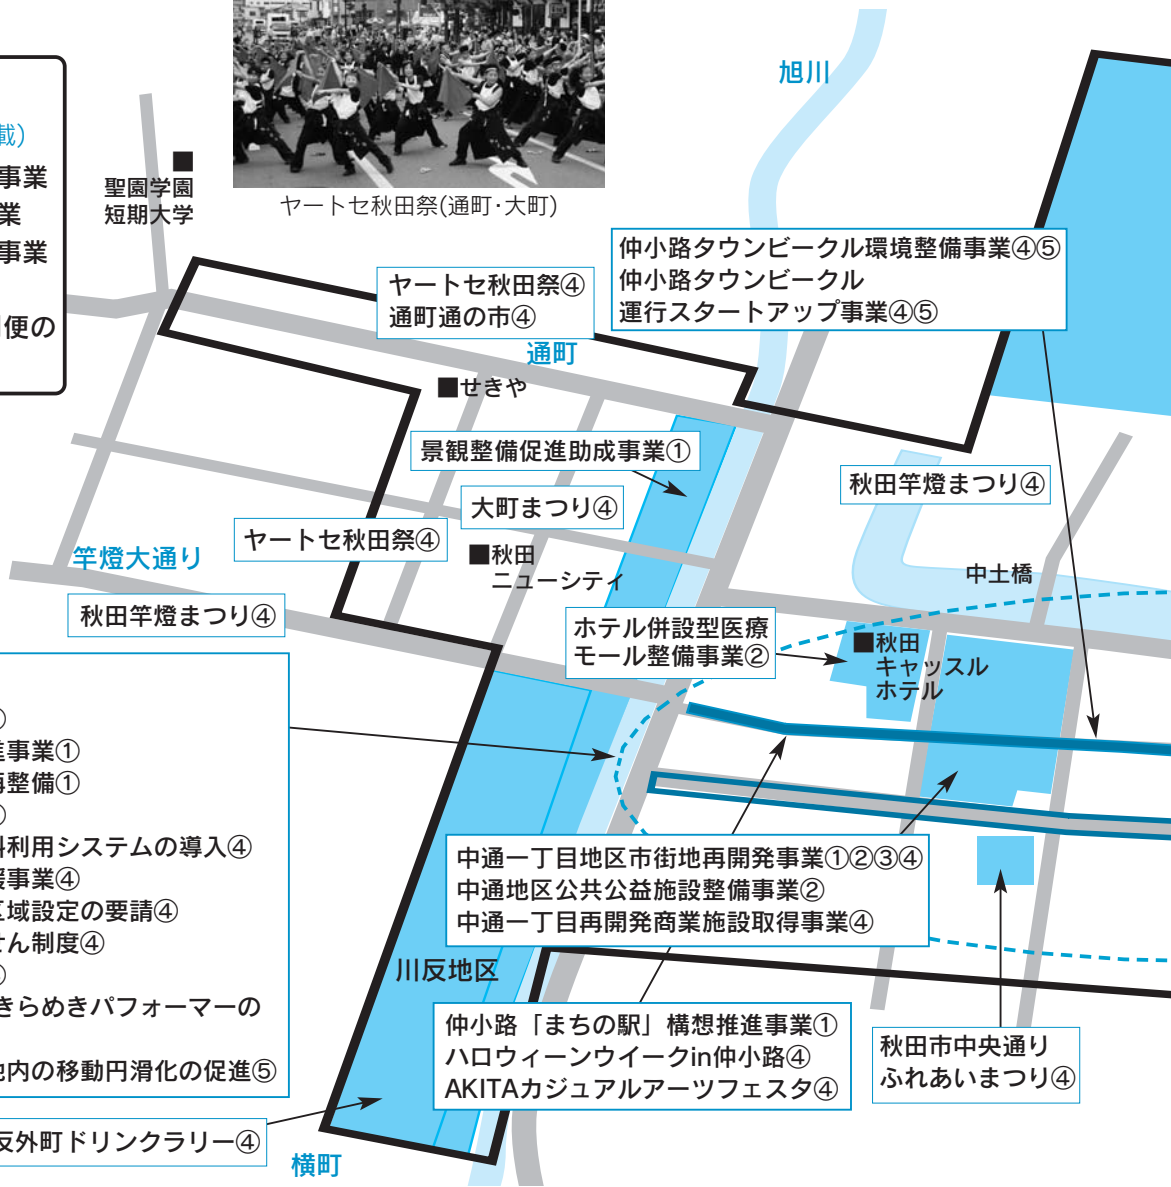 載)
事業
業
事業
便の
聖園学園
短期大学
ヤートセ秋田祭(通町・大町)
旭川
仲小路タウンビークル環境整備事業④⑤
仲小路タウンビークル
運行スタートアップ事業④⑤
ヤートセ秋田祭④
通町通の市④
通町
■せきや
景観整備促進助成事業①
秋田竿燈まつり④
大町まつり④
ヤートセ秋田祭④
竿燈大通り
■秋田
ニューシティ
中土橋
秋田竿燈まつり④
ホテル併設型医療
モール整備事業②
■秋田
キャッスル
ホテル
進事業①
再整備①
料利用システムの導入④
援事業④
区域設定の要請④
せん制度④
きらめきパフォーマーの
地内の移動円滑化の促進⑤
中通一丁目地区市街地再開発事業①②③④
中通地区公共公益施設整備事業②
中通一丁目再開発商業施設取得事業④
川反地区
仲小路「まちの駅」構想推進事業①
ハロウィーンウイークin仲小路④
AKITAカジュアルアーツフェスタ④
秋田市中央通り
ふれあいまつり④
反外町ドリンクラリー④
横町